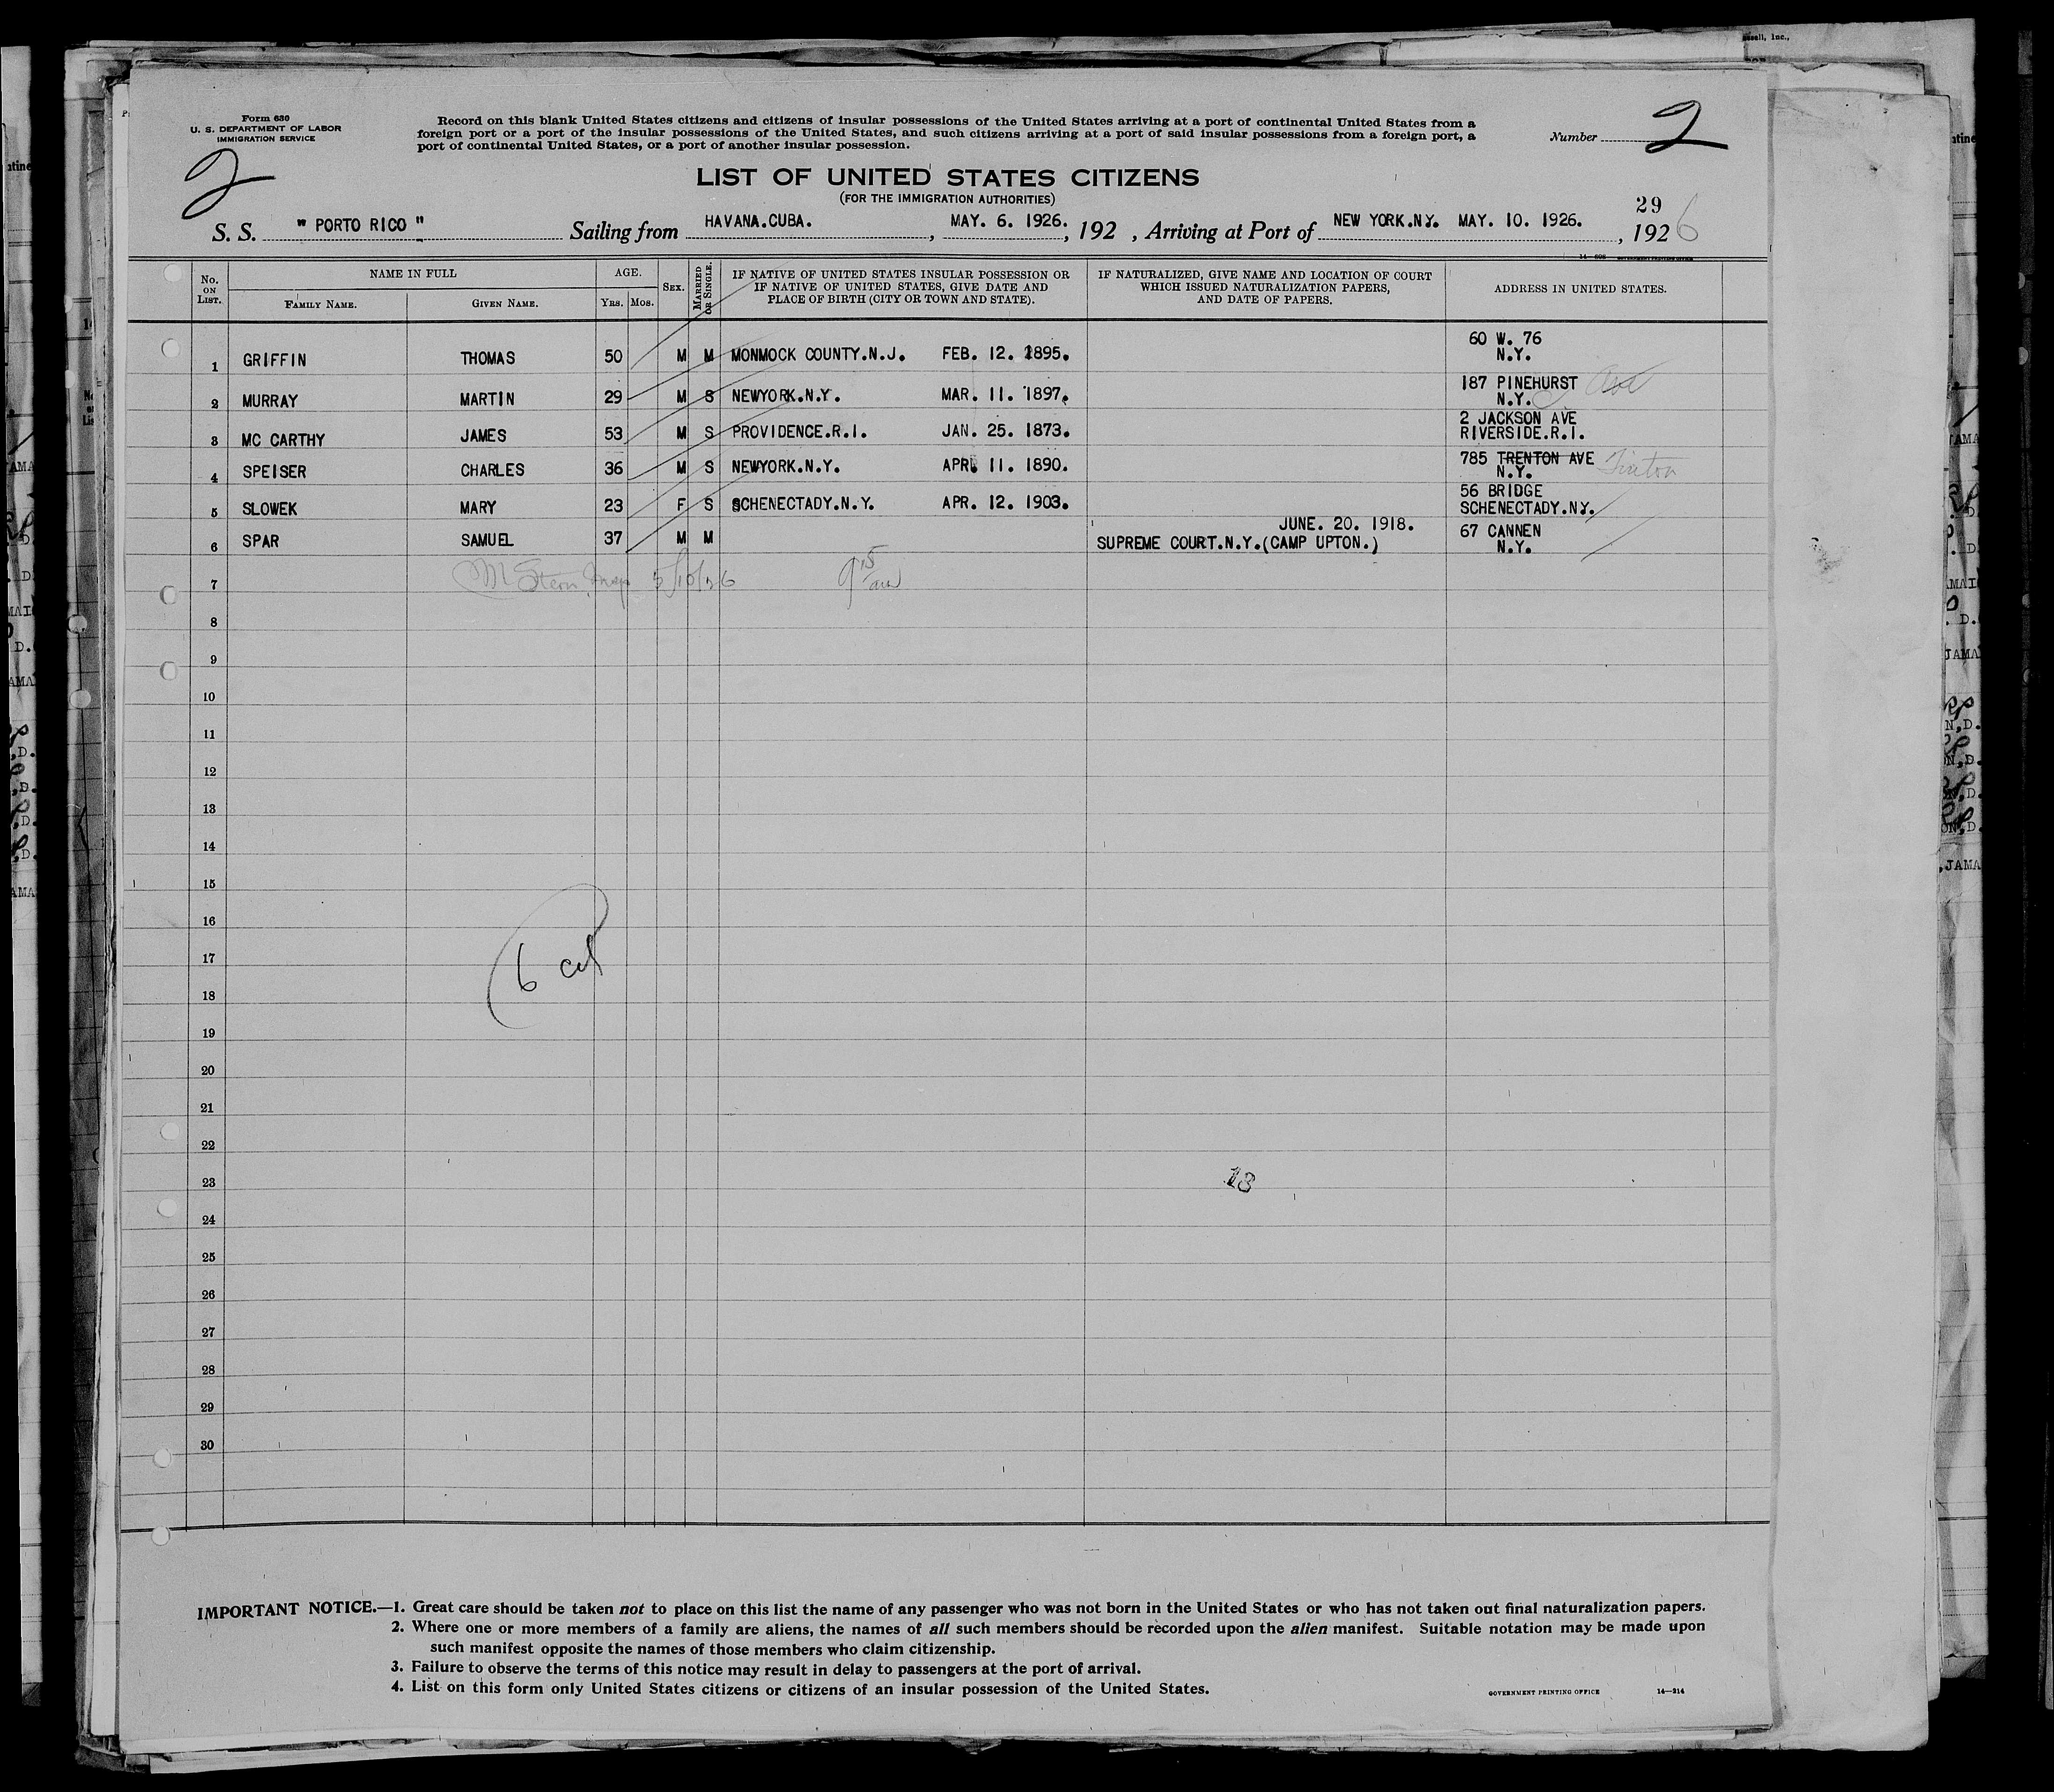 Form 630
U. S. DEPARTMENT OF LABOR
IMMIGRATION SERVICE
Record on this blank United States citizens and citizens of insular possessions of the United States arriving at a port of continental United States from a
foreign port or a port of the insular possessions of the United States, and such citizens arriving at a port of said insular possessions from a foreign port, a
port of continental United States, or a port of another insular possession.
Number 2
2
LIST OF UNITED STATES CITIZENS
(FOR THE IMMIGRATION AUTHORITIES)
29
S. S. " PORTO RICO " Sailing from HAVANA.CUBA. , MAY. 6. 1926. , 192 , Arriving at Port of NEW YORK.NY. MAY. 10. 1926. , 1926
No. ON LIST. NAME IN FULL AGE. SEX. MARRIED OR SINGLE. IF NATIVE OF UNITED STATES INSULAR POSSESSION OR IF NATIVE OF UNITED STATES, GIVE DATE AND PLACE OF BIRTH (CITY OR TOWN AND STATE). IF NATURALIZED, GIVE NAME AND LOCATION OF COURT WHICH ISSUED NATURALIZATION PAPERS, AND DATE OF PAPERS. ADDRESS IN UNITED STATES.
FAMILY NAME. GIVEN NAME. YRS. MOS.
1 GRIFFIN THOMAS 50 M M MONMOCK COUNTY.N.J. FEB. 12. 1895. 60 W. 76
N.Y.
2 MURRAY MARTIN 29 M S NEWYORK.N.Y. MAR. 11. 1897. 187 PINEHURST Ave
N.Y.
3 MC CARTHY JAMES 53 M S PROVIDENCE.R.I. JAN. 25. 1873. 2 JACKSON AVE
RIVERSIDE.R.I.
4 SPEISER CHARLES 36 M S NEWYORK.N.Y. APR. 11. 1890. 785 TRENTON AVE Tinton
N.Y.
5 SLOWEK MARY 23 F S SCHENECTADY.N.Y. APR. 12. 1903. 56 BRIDGE
SCHENECTADY.NY.
JUNE. 20. 1918.
6 SPAR SAMUEL 37 M M SUPREME COURT.N.Y.(CAMP UPTON.) 67 CANNEN
N.Y.
7 M Stern, Insp 5/10/26 9 15 am
8
9
10
11
12
13
14
15
16
17
6 cit
18
19
20
21
22
23
13
24
25
26
27
28
29
30
IMPORTANT NOTICE.—1. Great care should be taken not to place on this list the name of any passenger who was not born in the United States or who has not taken out final naturalization papers.
2. Where one or more members of a family are aliens, the names of all such members should be recorded upon the alien manifest. Suitable notation may be made upon
such manifest opposite the names of those members who claim citizenship.
3. Failure to observe the terms of this notice may result in delay to passengers at the port of arrival.
4. List on this form only United States citizens or citizens of an insular possession of the United States.
GOVERNMENT PRINTING OFFICE 14—214